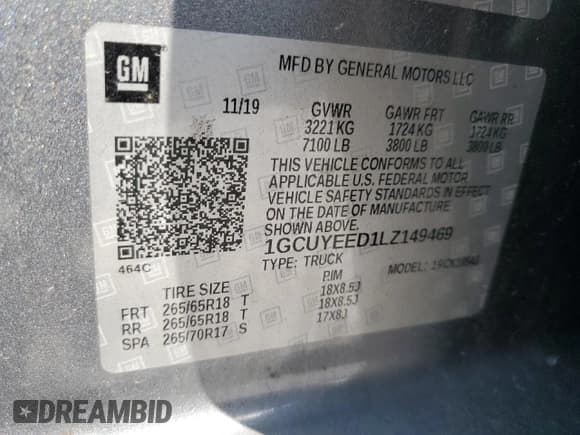 GM
MFD BY GENERAL MOTORS LLC
11/19 GVWR GAWR FRT GAWR RR
3221 KG 1724 KG 1724 KG
7100 LB 3800 LB 3800 LB
THIS VEHICLE CONFORMS TO ALL
APPLICABLE U.S. FEDERAL MOTOR
VEHICLE SAFETY STANDARDS IN EFFECT
ON THE DATE OF MANUFACTURE
SHOWN ABOVE.
464C
1GCUYEED1LZ149469
TYPE: TRUCK MODEL:
TIRE SIZE RIM
FRT 265/65R18 T 18X8.5J
RR 265/65R18 T 18X8.5J
SPA 265/70R17 S 17X8J
DREAMBID